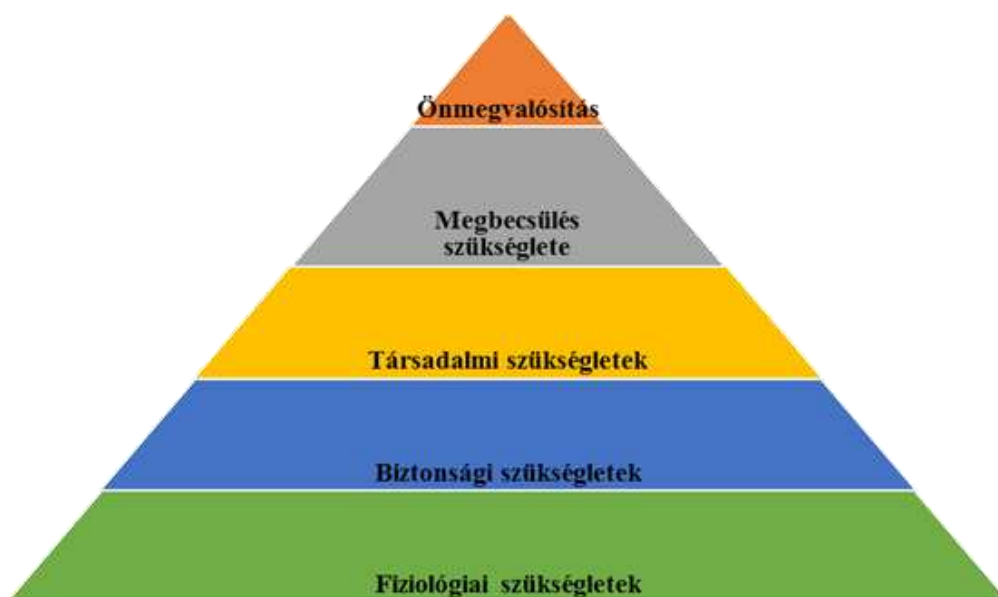 Önmegvalósítás
Megbecsülés
szükséglete
Társadalmi szükségletek
Biztonsági szükségletek
Fiziológiai szükségletek